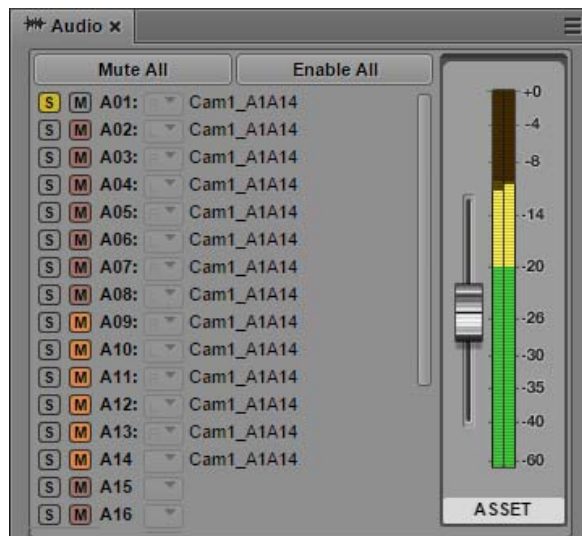 Audio x
Mute All Enable All
S M A01: R Cam1_A1A14
S M A02: L Cam1_A1A14
S M A03: R Cam1_A1A14
S M A04: L Cam1_A1A14
S M A05: R Cam1_A1A14
S M A06: L Cam1_A1A14
S M A07: R Cam1_A1A14
S M A08: L Cam1_A1A14
S M A09: R Cam1_A1A14
S M A10: L Cam1_A1A14
S M A11: R Cam1_A1A14
S M A12: L Cam1_A1A14
S M A13: R Cam1_A1A14
S M A14 Cam1_A1A14
S M A15
S M A16
+0
-4
-8
-14
-20
-26
-30
-35
-40
-60
ASSET